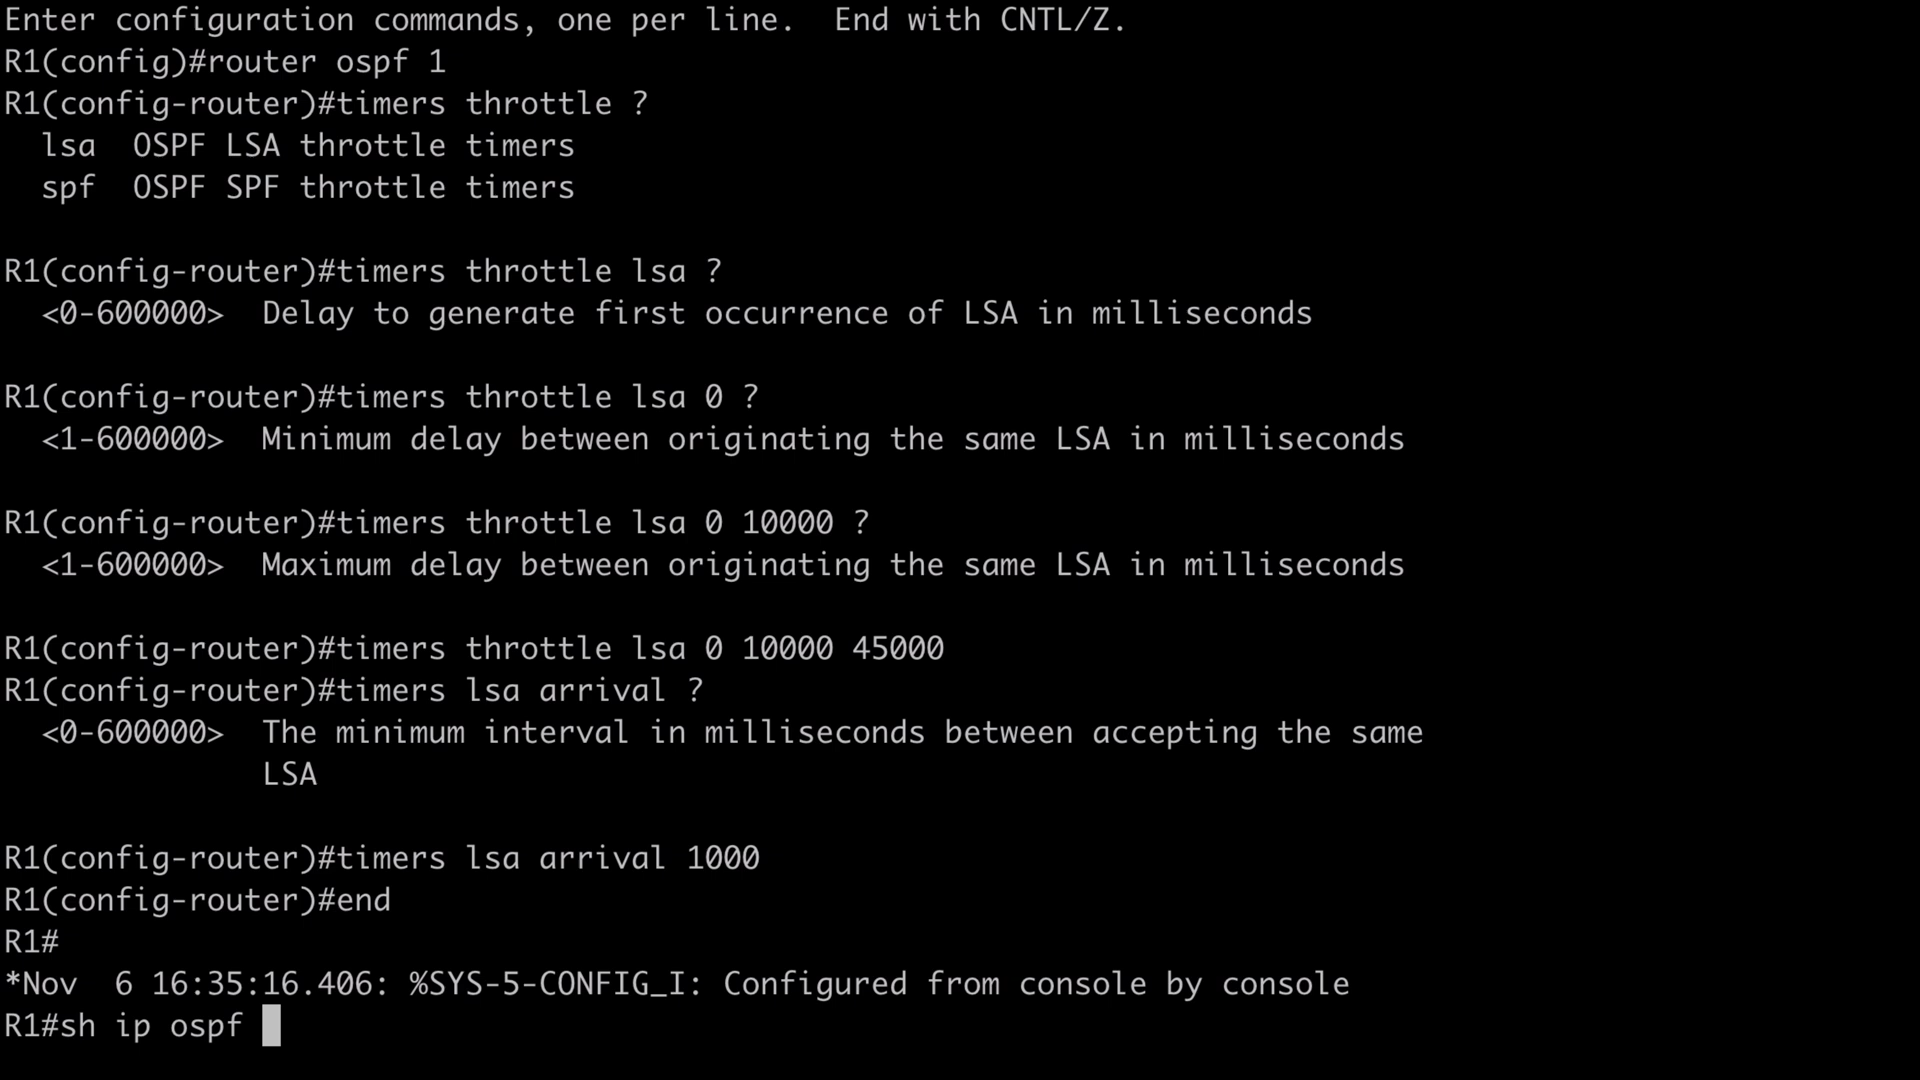 Enter configuration commands, one per line.  End with CNTL/Z.
R1(config)#router ospf 1
R1(config-router)#timers throttle ?
  lsa  OSPF LSA throttle timers
  spf  OSPF SPF throttle timers

R1(config-router)#timers throttle lsa ?
  <0-600000>  Delay to generate first occurrence of LSA in milliseconds

R1(config-router)#timers throttle lsa 0 ?
  <1-600000>  Minimum delay between originating the same LSA in milliseconds

R1(config-router)#timers throttle lsa 0 10000 ?
  <1-600000>  Maximum delay between originating the same LSA in milliseconds

R1(config-router)#timers throttle lsa 0 10000 45000
R1(config-router)#timers lsa arrival ?
  <0-600000>  The minimum interval in milliseconds between accepting the same
              LSA

R1(config-router)#timers lsa arrival 1000
R1(config-router)#end
R1#
*Nov  6 16:35:16.406: %SYS-5-CONFIG_I: Configured from console by console
R1#sh ip ospf